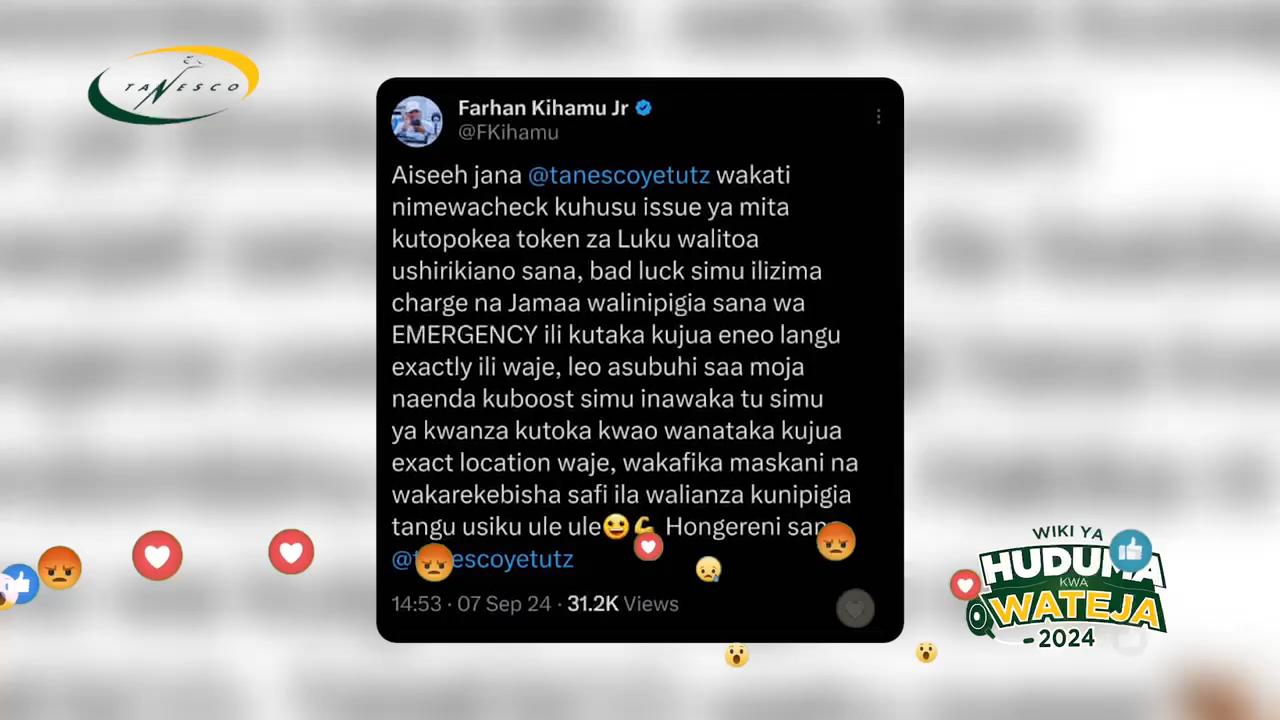 TANESCO
Farhan Kihamu Jr
@FKihamu
Aiseeh jana @tanescoyetutz wakati
nimewacheck kuhusu issue ya mita
kutopokea token za Luku walitoa
ushirikiano sana, bad luck simu ilizima
charge na Jamaa walinipigia sana wa
EMERGENCY ili kutaka kujua eneo langu
exactly ili waje, leo asubuhi saa moja
naenda kuboost simu inawaka tu simu
ya kwanza kutoka kwao wanataka kujua
exact location waje, wakafika maskani na
wakarekebisha safi ila walianza kunipigia
tangu usiku ule ule😀💪 Hongereni sana
@tanescoyetutz
14:53 · 07 Sep 24 · 31.2K Views
WIKI YA
HUDUMA
KWA
WATEJA
-2024